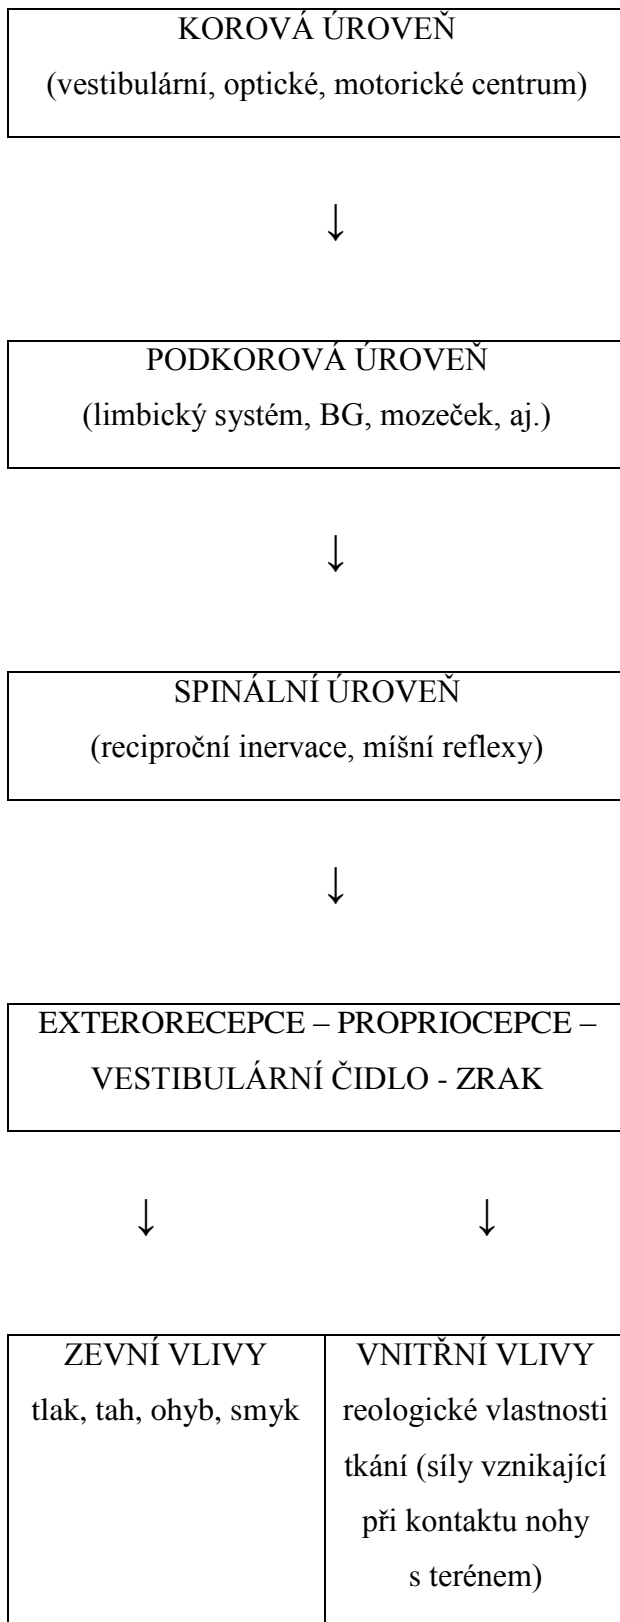 KOROVÁ ÚROVEŇ
(vestibulární, optické, motorické centrum)
↓
PODKOROVÁ ÚROVEŇ
(limbický systém, BG, mozeček, aj.)
↓
SPINÁLNÍ ÚROVEŇ
(reciproční inervace, míšní reflexy)
↓
EXTERORECEPCE – PROPRIOCEPCE –
VESTIBULÁRNÍ ČIDLO - ZRAK
↓ ↓
ZEVNÍ VLIVY
tlak, tah, ohyb, smyk
VNITŘNÍ VLIVY
reologické vlastnosti
tkání (síly vznikající
při kontaktu nohy
s terénem)